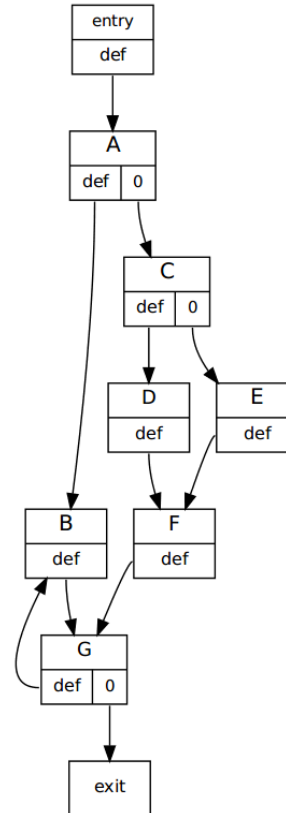 entry
def
A
def 0
C
def 0
D E
def def
B F
def def
G
def 0
exit